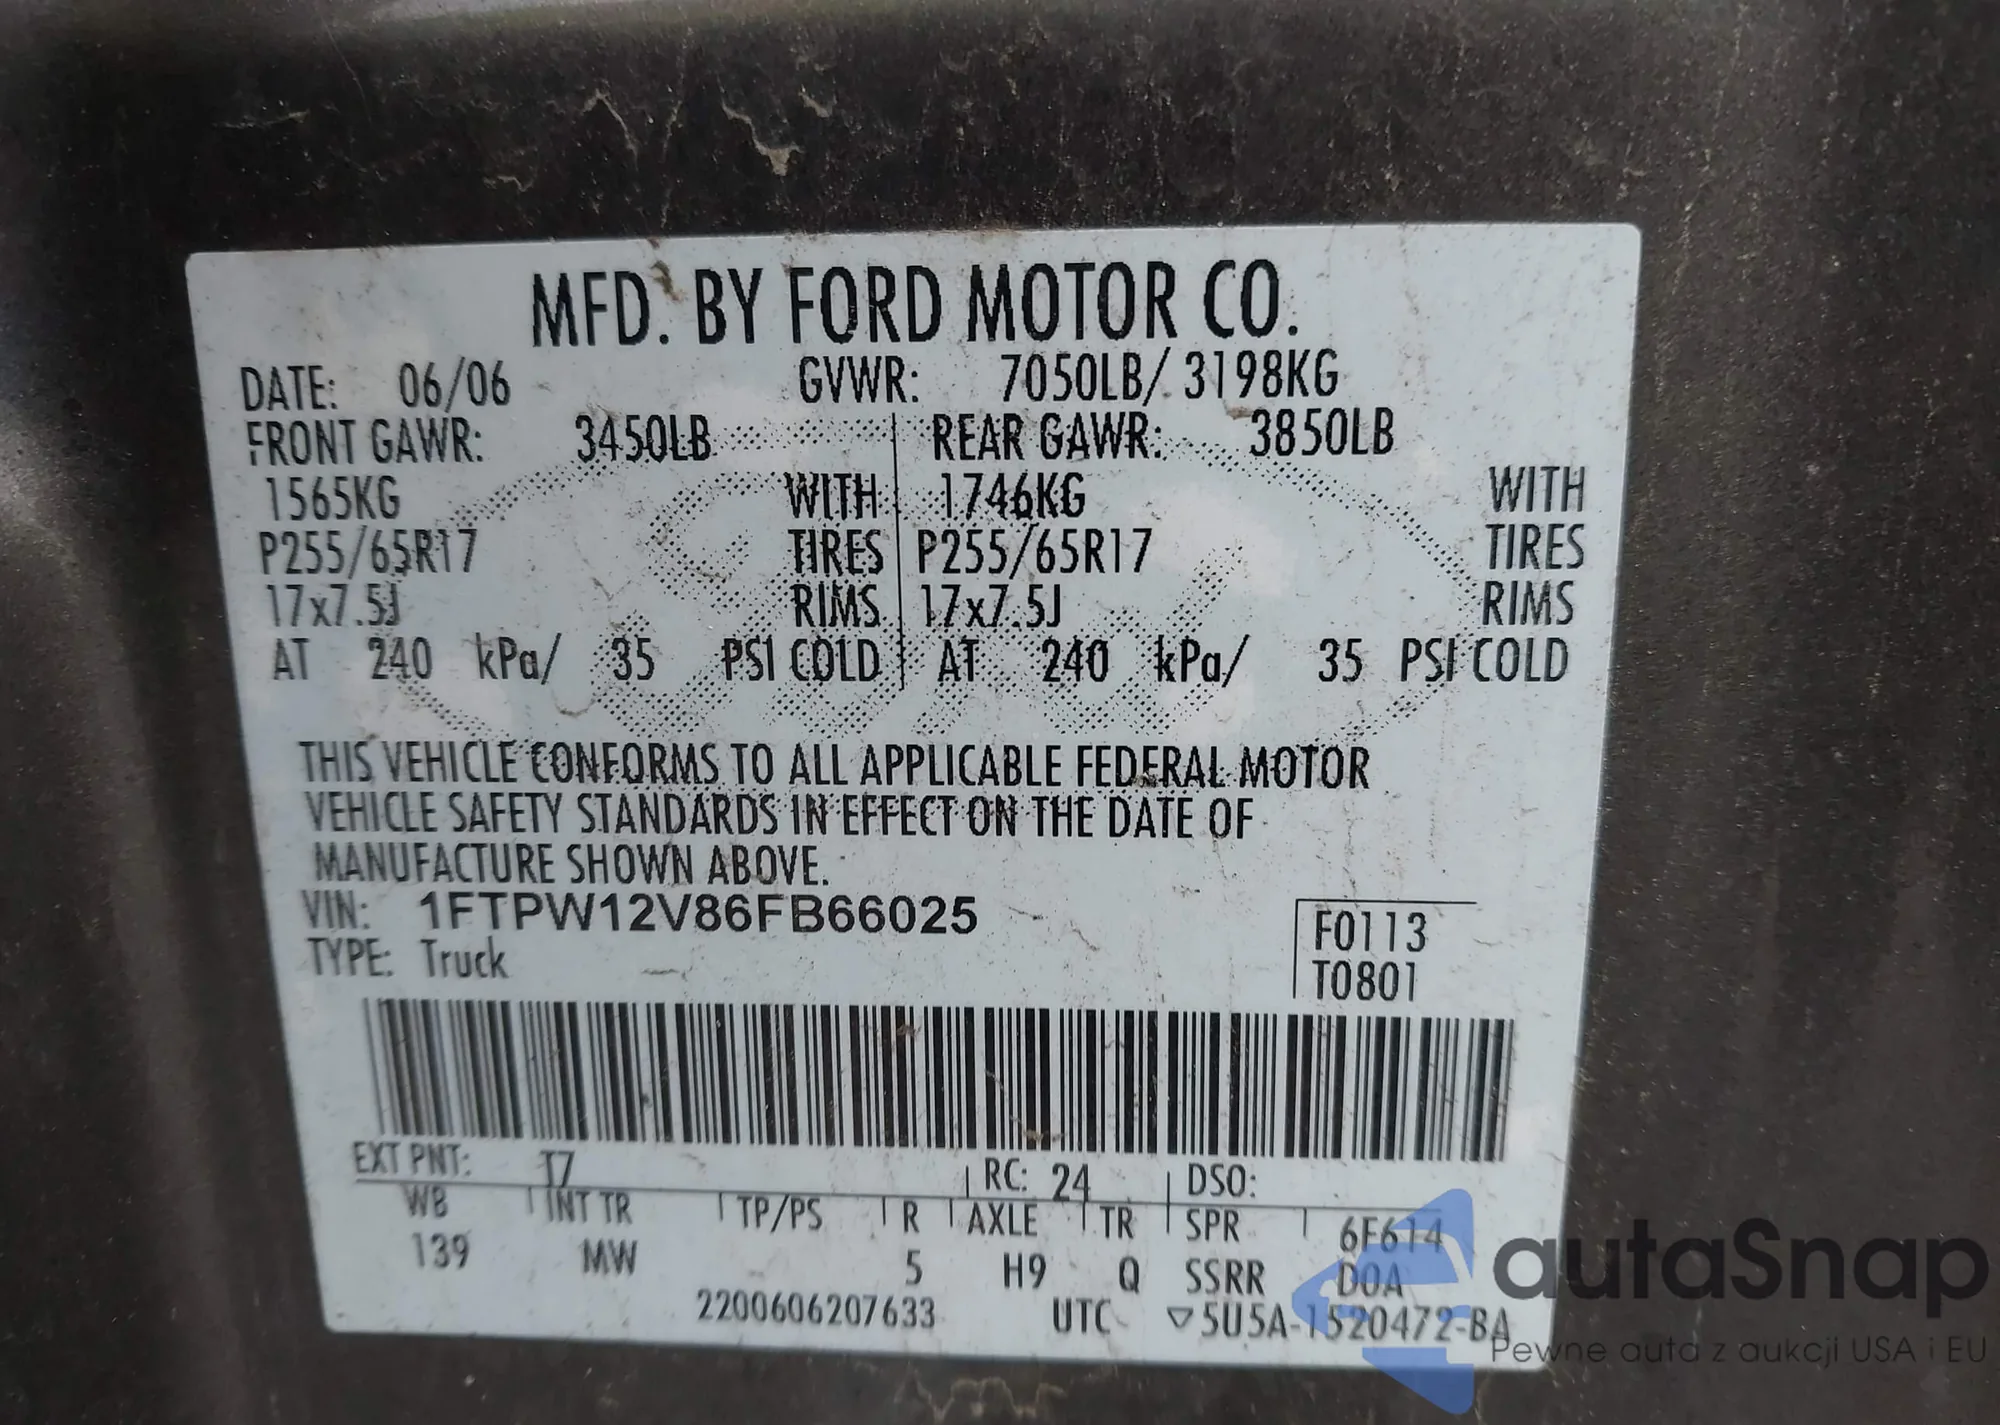 MFD. BY FORD MOTOR CO.
DATE: 06/06 GVWR: 7050LB/ 3198KG
FRONT GAWR: 3450LB REAR GAWR: 3850LB
1565KG WITH 1746KG WITH
P255/65R17 TIRES P255/65R17 TIRES
17x7.5J RIMS 17x7.5J RIMS
AT 240 kPa/ 35 PSI COLD AT 240 kPa/ 35 PSI COLD
THIS VEHICLE CONFORMS TO ALL APPLICABLE FEDERAL MOTOR
VEHICLE SAFETY STANDARDS IN EFFECT ON THE DATE OF
MANUFACTURE SHOWN ABOVE.
VIN: 1FTPW12V86FB66025
TYPE: Truck
F0113
T0801
EXT PNT: T7 RC: 24 DSO:
WB INT TR TP/PS R AXLE TR SPR 6F614
139 MW 5 H9 Q SSRR D0A
2200606207633 UTC ▽5U5A-1520472-BA
autaSnap
Pewne auta z aukcji USA i EU